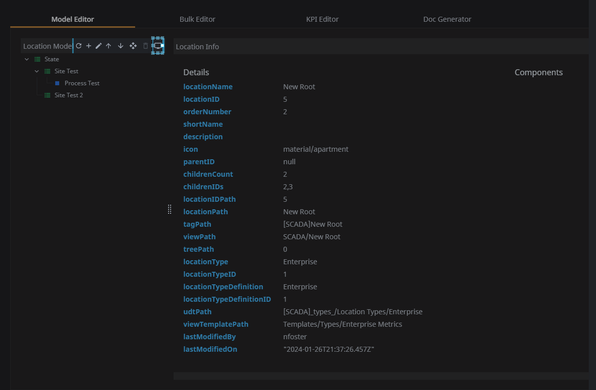 Model Editor
Bulk Editor
KPI Editor
Doc Generator
Location Model
Location Info
State
Site Test
Process Test
Site Test 2
Details
Components
locationName New Root
locationID 5
orderNumber 2
shortName
description
icon material/apartment
parentID null
childrenCount 2
childrenIDs 2,3
locationIDPath 5
locationPath New Root
tagPath [SCADA]New Root
viewPath SCADA/New Root
treePath 0
locationType Enterprise
locationTypeID 1
locationTypeDefinition Enterprise
locationTypeDefinitionID 1
udtPath [SCADA]_types_/Location Types/Enterprise
viewTemplatePath Templates/Types/Enterprise Metrics
lastModifiedBy nfoster
lastModifiedOn "2024-01-26T21:37:26.457Z"